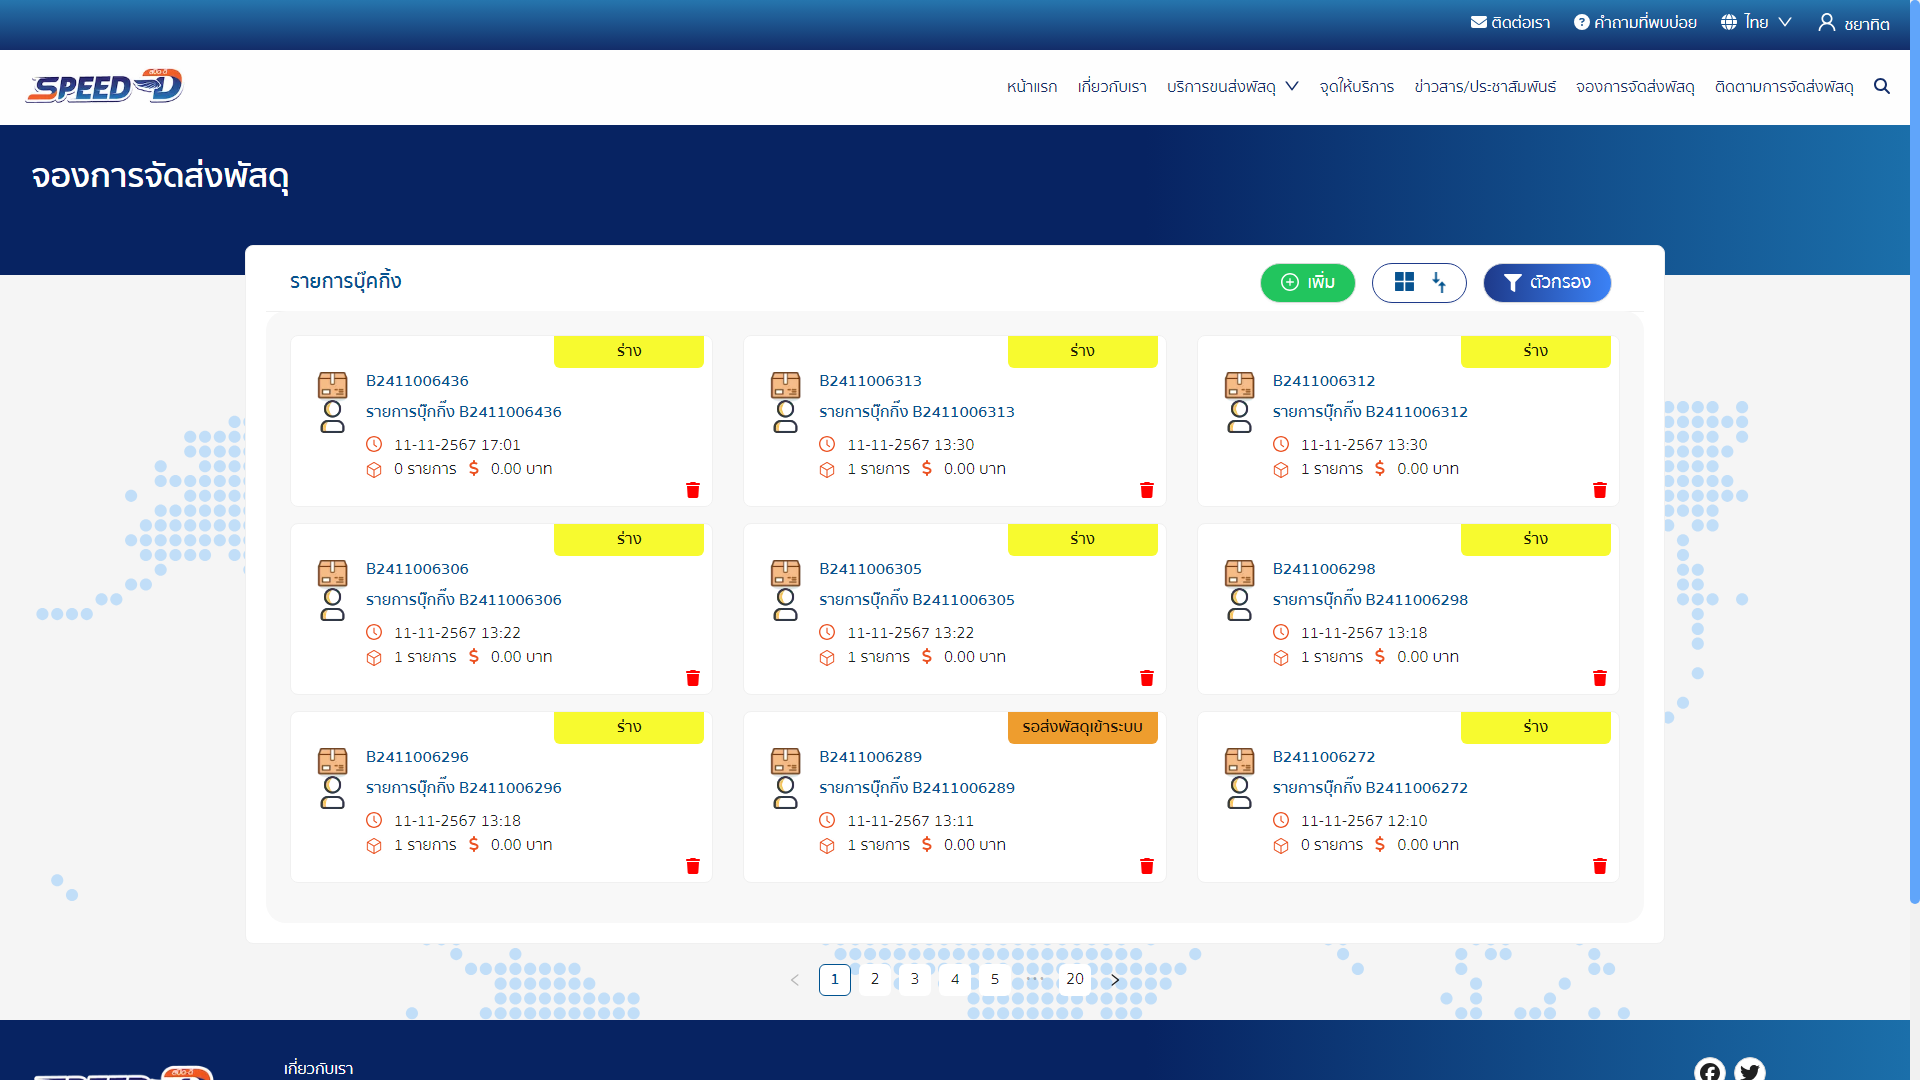 ติดต่อเรา คำถามที่พบบ่อย ไทย ชยาทิต
สปีด-ดี
SPEED-D
หน้าแรก เกี่ยวกับเรา บริการขนส่งพัสดุ จุดให้บริการ ข่าวสาร/ประชาสัมพันธ์ จองการจัดส่งพัสดุ ติดตามการจัดส่งพัสดุ
จองการจัดส่งพัสดุ
รายการบุ๊คกิ้ง เพิ่ม ตัวกรอง
ร่าง
B2411006436
รายการบุ๊กกิ๊ง B2411006436
11-11-2567 17:01
0 รายการ 0.00 บาท
ร่าง
B2411006313
รายการบุ๊กกิ๊ง B2411006313
11-11-2567 13:30
1 รายการ 0.00 บาท
ร่าง
B2411006312
รายการบุ๊กกิ๊ง B2411006312
11-11-2567 13:30
1 รายการ 0.00 บาท
ร่าง
B2411006306
รายการบุ๊กกิ๊ง B2411006306
11-11-2567 13:22
1 รายการ 0.00 บาท
ร่าง
B2411006305
รายการบุ๊กกิ๊ง B2411006305
11-11-2567 13:22
1 รายการ 0.00 บาท
ร่าง
B2411006298
รายการบุ๊กกิ๊ง B2411006298
11-11-2567 13:18
1 รายการ 0.00 บาท
ร่าง
B2411006296
รายการบุ๊กกิ๊ง B2411006296
11-11-2567 13:18
1 รายการ 0.00 บาท
รอส่งพัสดุเข้าระบบ
B2411006289
รายการบุ๊กกิ๊ง B2411006289
11-11-2567 13:11
1 รายการ 0.00 บาท
ร่าง
B2411006272
รายการบุ๊กกิ๊ง B2411006272
11-11-2567 12:10
0 รายการ 0.00 บาท
< 1 2 3 4 5 ••• 20 >
เกี่ยวกับเรา
สปีด-ดี